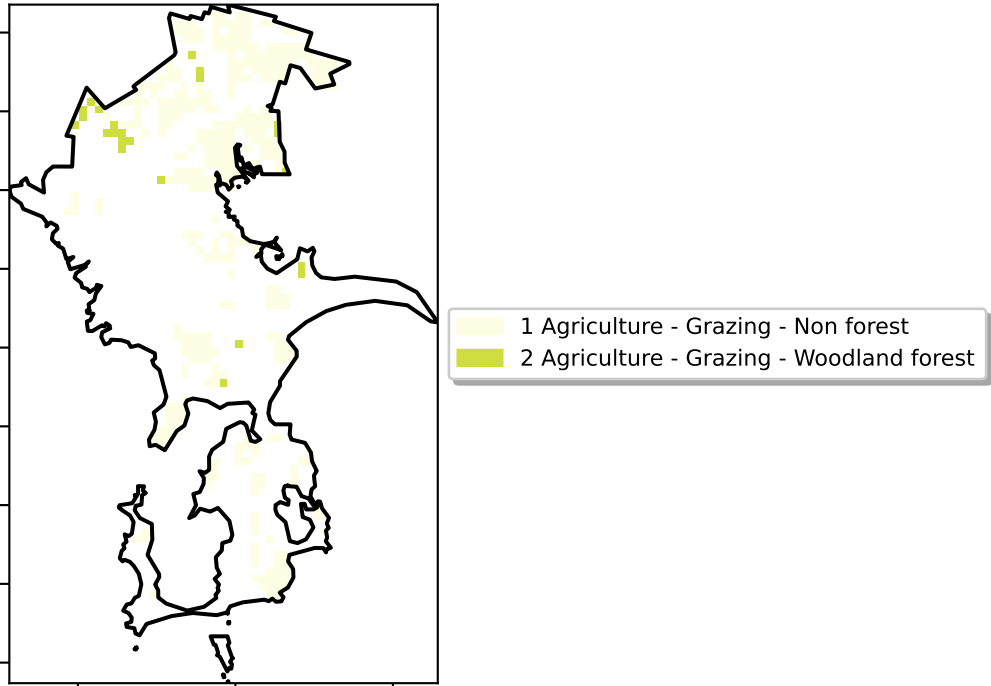 1 Agriculture - Grazing - Non forest
2 Agriculture - Grazing - Woodland forest